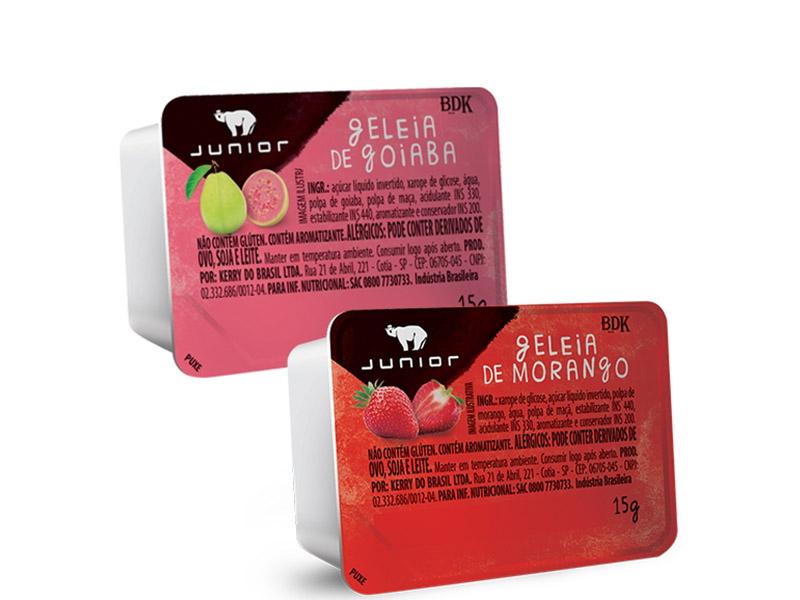 BDK
JUNIOR
GELEIA
DE GOIABA
INGR.: açúcar líquido invertido, xarope de glicose, água,
polpa de goiaba, polpa de maça, acidulante INS 330,
estabilizante INS 440, aromatizante e conservador INS 200.
IMAGEM ILUSTRA
NÃO CONTÉM GLÚTEN. CONTÉM AROMATIZANTE. ALÉRGICOS: PODE CONTER DERIVADOS DE
OVO, SOJA E LEITE. Manter em temperatura ambiente. Consumir logo após aberto. PROD.
POR: KERRY DO BRASIL LTDA. Rua 21 de Abril, 221 - Cotia - SP - CEP: 06705-045 - CNPJ:
02.332.686/0012-04. PARA INF. NUTRICIONAL: SAC 0800 7730733. Indústria Brasileira
15g
PUXE
BDK
JUNIOR
GELEIA
DE MORANGO
INGR.: xarope de glicose, açúcar líquido invertido, polpa de
morango, água, polpa de maçã, estabilizante INS 440,
acidulante INS 330, aromatizante e conservador INS 200.
IMAGEM ILUSTRATIVA
NÃO CONTÉM GLÚTEN. CONTÉM AROMATIZANTE. ALÉRGICOS: PODE CONTER DERIVADOS DE
OVO, SOJA E LEITE. Manter em temperatura ambiente. Consumir logo após aberto. PROD.
POR: KERRY DO BRASIL LTDA. Rua 21 de Abril, 221 - Cotia - SP - CEP: 06705-045 - CNPJ:
02.332.686/0012-04. PARA INF. NUTRICIONAL: SAC 0800 7730733. Indústria Brasileira
15g
PUXE